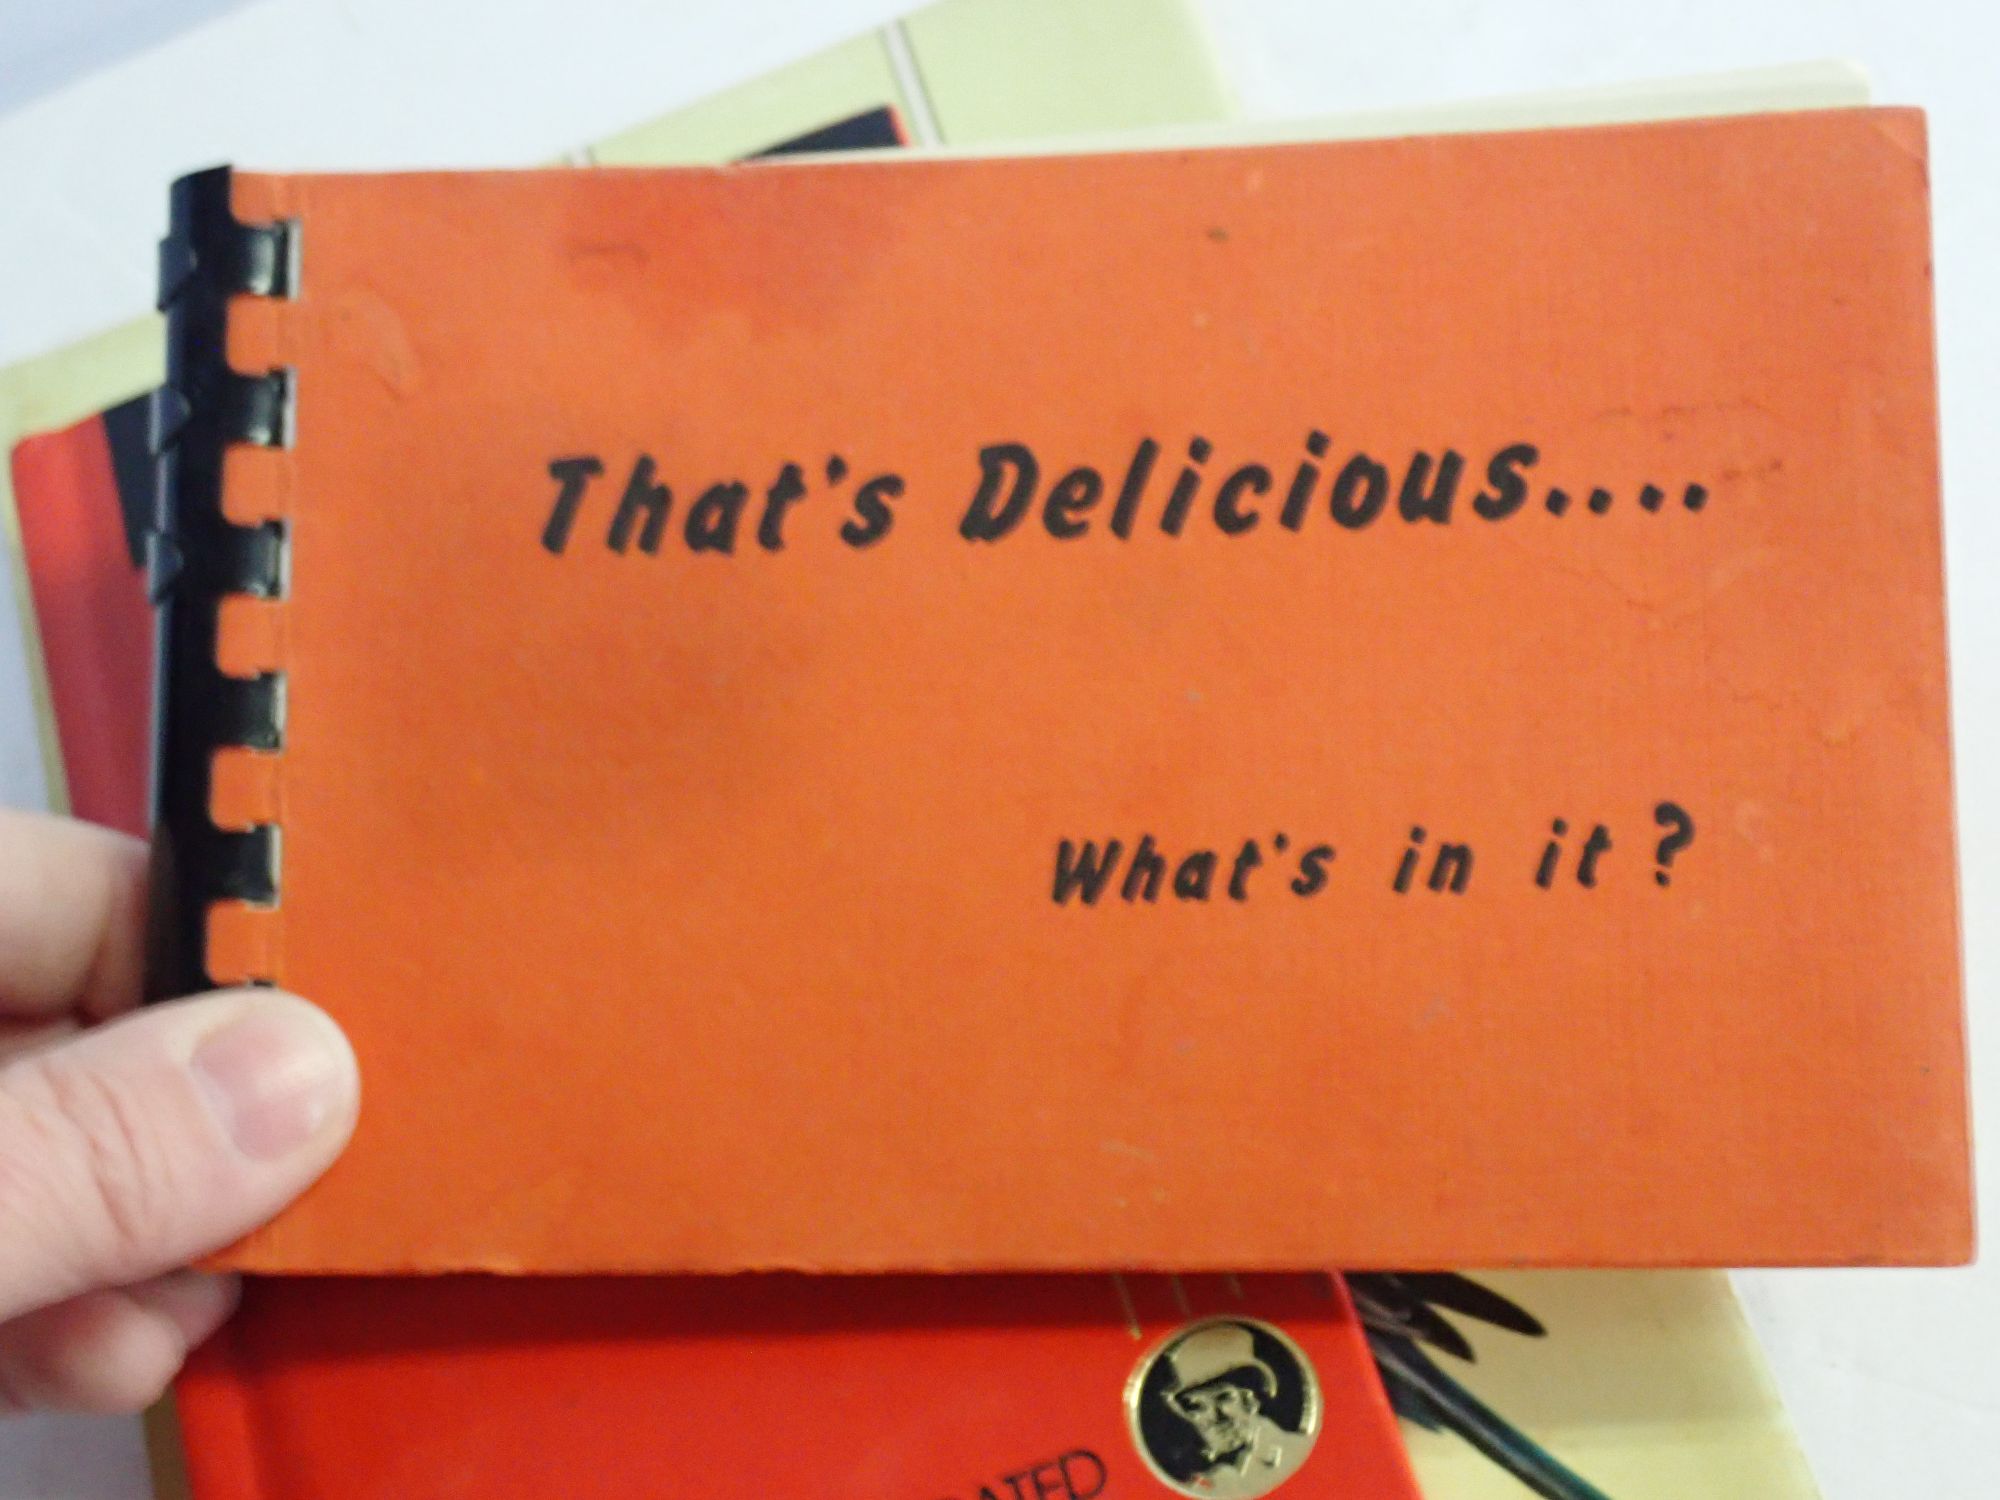 That's Delicious....
What's in it?